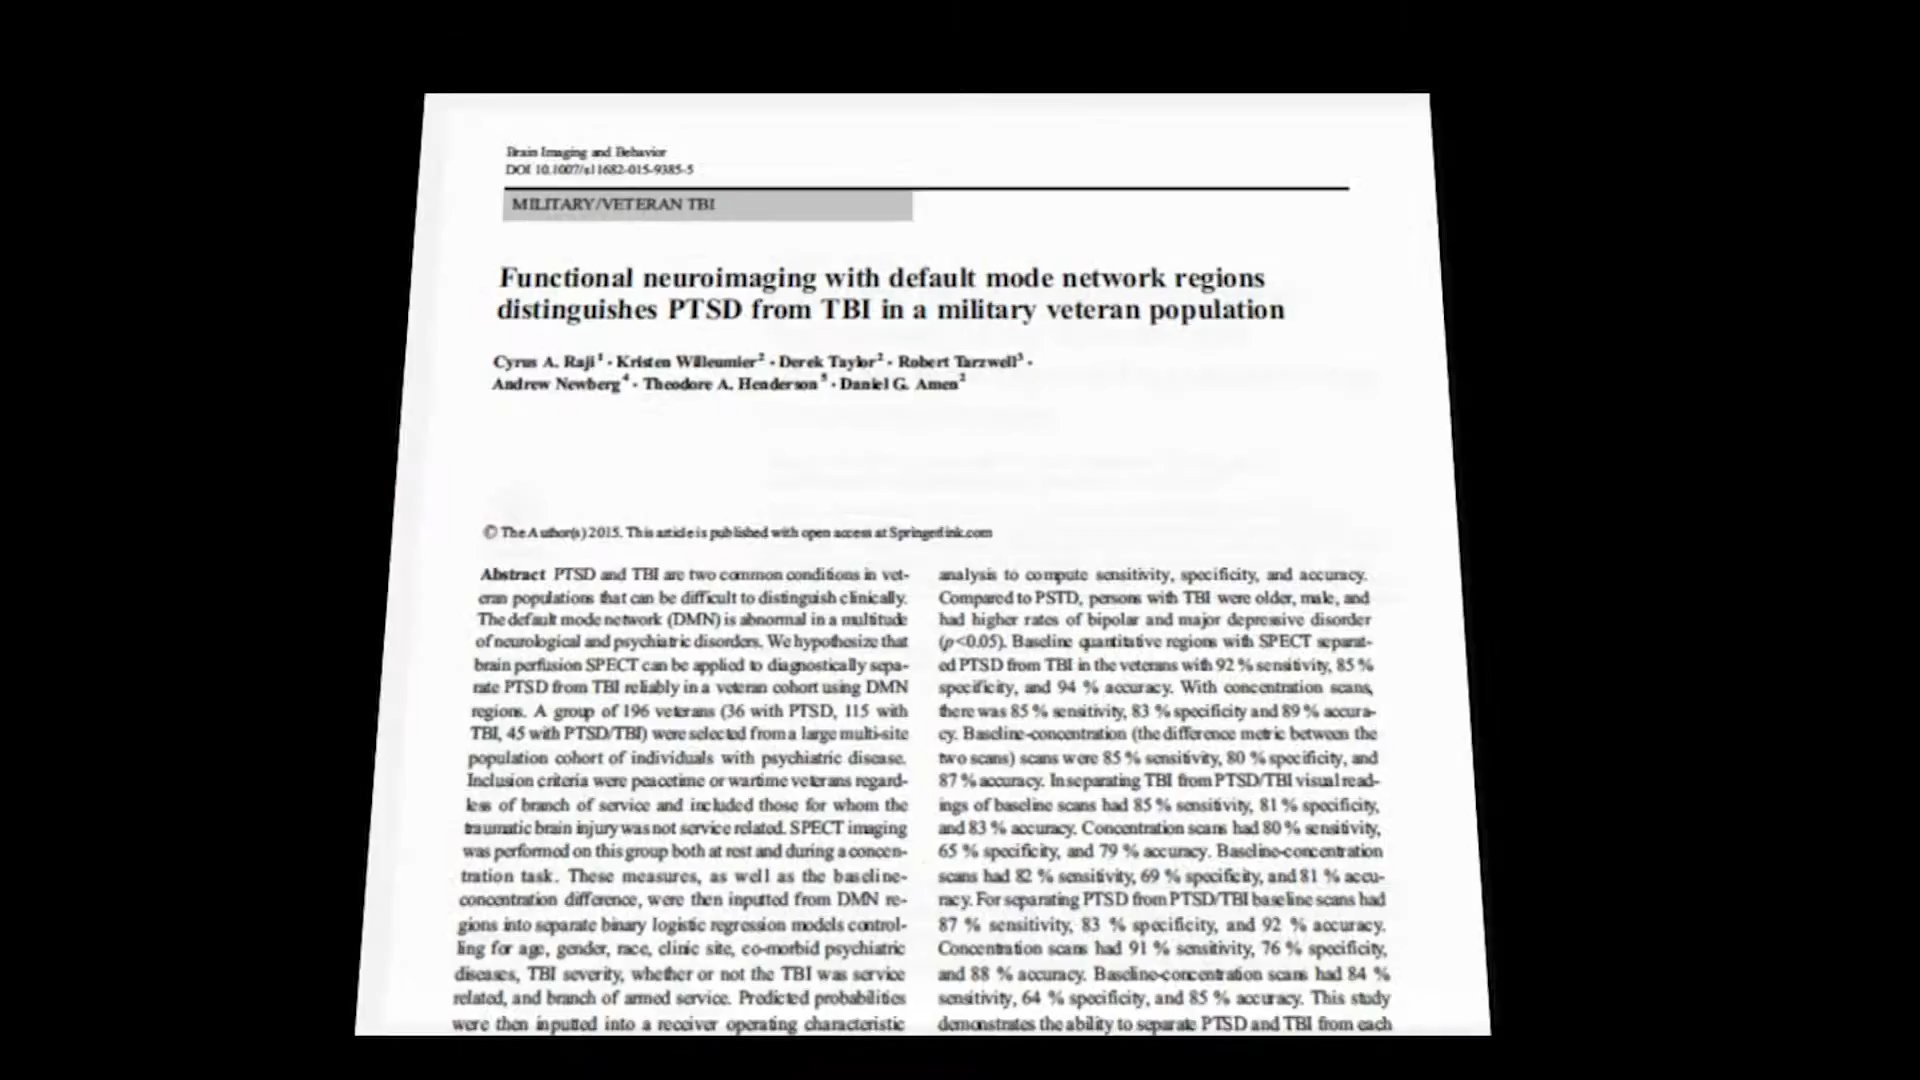 Brain Imaging and Behavior
DOI 10.1007/s11682-015-9385-5
MILITARY/VETERAN TBI
Functional neuroimaging with default mode network regions
distinguishes PTSD from TBI in a military veteran population
Cyrus A. Raji1 · Kristen Willeumier2 · Derek Taylor2 · Robert Tarzwell3 ·
Andrew Newberg4 · Theodore A. Henderson5 · Daniel G. Amen2
© The Author(s) 2015. This article is published with open access at Springerlink.com
Abstract PTSD and TBI are two common conditions in vet-
eran populations that can be difficult to distinguish clinically.
The default mode network (DMN) is abnormal in a multitude
of neurological and psychiatric disorders. We hypothesize that
brain perfusion SPECT can be applied to diagnostically sepa-
rate PTSD from TBI reliably in a veteran cohort using DMN
regions. A group of 196 veterans (36 with PTSD, 115 with
TBI, 45 with PTSD/TBI) were selected from a large multi-site
population cohort of individuals with psychiatric disease.
Inclusion criteria were peacetime or wartime veterans regard-
less of branch of service and included those for whom the
traumatic brain injury was not service related. SPECT imaging
was performed on this group both at rest and during a concen-
tration task. These measures, as well as the baseline-
concentration difference, were then inputted from DMN re-
gions into separate binary logistic regression models control-
ling for age, gender, race, clinic site, co-morbid psychiatric
diseases, TBI severity, whether or not the TBI was service
related, and branch of armed service. Predicted probabilities
were then inputted into a receiver operating characteristic
analysis to compute sensitivity, specificity, and accuracy.
Compared to PSTD, persons with TBI were older, male, and
had higher rates of bipolar and major depressive disorder
(p<0.05). Baseline quantitative regions with SPECT separat-
ed PTSD from TBI in the veterans with 92 % sensitivity, 85 %
specificity, and 94 % accuracy. With concentration scans,
there was 85 % sensitivity, 83 % specificity and 89 % accura-
cy. Baseline-concentration (the difference metric between the
two scans) scans were 85 % sensitivity, 80 % specificity, and
87 % accuracy. In separating TBI from PTSD/TBI visual read-
ings of baseline scans had 85 % sensitivity, 81 % specificity,
and 83 % accuracy. Concentration scans had 80 % sensitivity,
65 % specificity, and 79 % accuracy. Baseline-concentration
scans had 82 % sensitivity, 69 % specificity, and 81 % accu-
racy. For separating PTSD from PTSD/TBI baseline scans had
87 % sensitivity, 83 % specificity, and 92 % accuracy.
Concentration scans had 91 % sensitivity, 76 % specificity,
and 88 % accuracy. Baseline-concentration scans had 84 %
sensitivity, 64 % specificity, and 85 % accuracy. This study
demonstrates the ability to separate PTSD and TBI from each